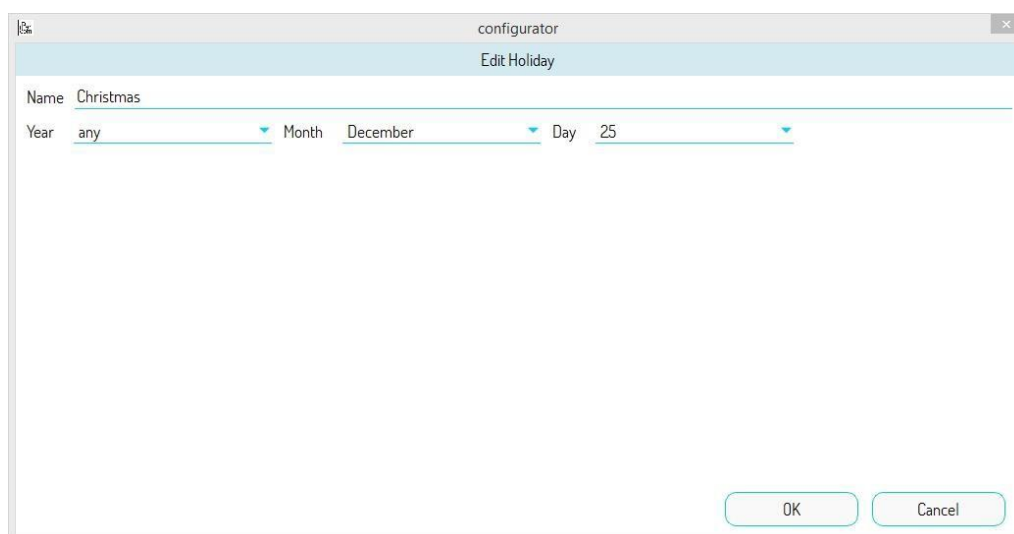 configurator
Edit Holiday
Name Christmas
Year any Month December Day 25
OK Cancel